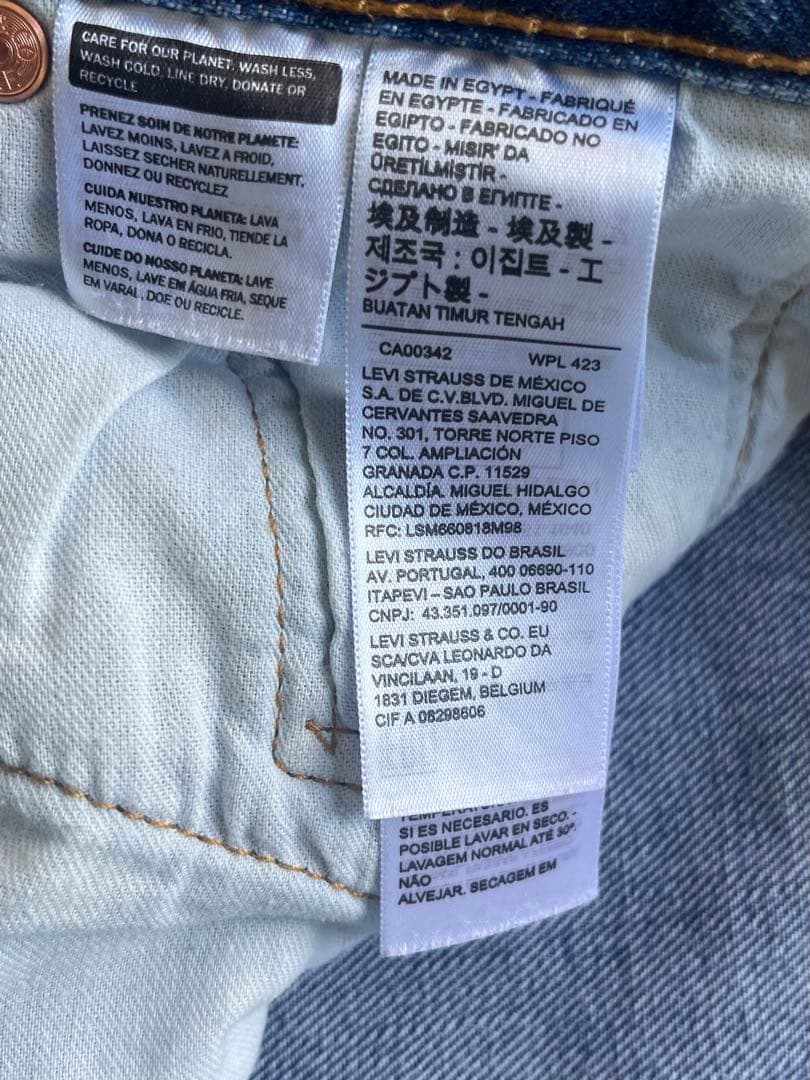 CARE FOR OUR PLANET: WASH LESS,
WASH COLD, LINE DRY, DONATE OR
RECYCLE
PRENEZ SOIN DE NOTRE PLANETE:
LAVEZ MOINS, LAVEZ A FROID,
LAISSEZ SECHER NATURELLEMENT,
DONNEZ OU RECYCLEZ
CUIDA NUESTRO PLANETA: LAVA
MENOS, LAVA EN FRIO, TIENDE LA
ROPA, DONA O RECICLA.
CUIDE DO NOSSO PLANETA: LAVE
MENOS, LAVE EM ÁGUA FRIA, SEQUE
EM VARAL, DOE OU RECICLE.
MADE IN EGYPT - FABRIQUÉ
EN EGYPTE - FABRICADO EN
EGIPTO - FABRICADO NO
EGITO - MISIR' DA
ÜRETİLMİSTİR -
СДЕЛАНО В ЕГИПТЕ -
埃及制造 - 埃及製 -
제조국 : 이집트 - エ
ジプト製 -
BUATAN TIMUR TENGAH
CA00342 WPL 423
LEVI STRAUSS DE MÉXICO
S.A. DE C.V.BLVD. MIGUEL DE
CERVANTES SAAVEDRA
NO. 301, TORRE NORTE PISO
7 COL. AMPLIACIÓN
GRANADA C.P. 11529
ALCALDÍA. MIGUEL HIDALGO
CIUDAD DE MÉXICO, MÉXICO
RFC: LSM660818M98
LEVI STRAUSS DO BRASIL
AV. PORTUGAL, 400 06690-110
ITAPEVI – SAO PAULO BRASIL
CNPJ: 43.351.097/0001-90
LEVI STRAUSS & CO. EU
SCA/CVA LEONARDO DA
VINCILAAN, 19 - D
1831 DIEGEM, BELGIUM
CIF A 08298606
SI ES NECESARIO. ES
POSIBLE LAVAR EN SECO. -
LAVAGEM NORMAL ATÉ 30°.
NÃO
ALVEJAR. SECAGEM EM